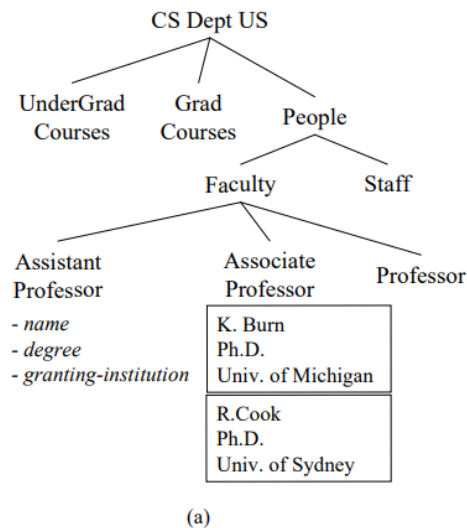 CS Dept US
UnderGrad
Courses
Grad
Courses
People
Faculty
Staff
Assistant
Professor
Associate
Professor
Professor
- name
- degree
- granting-institution
K. Burn
Ph.D.
Univ. of Michigan
R.Cook
Ph.D.
Univ. of Sydney
(a)